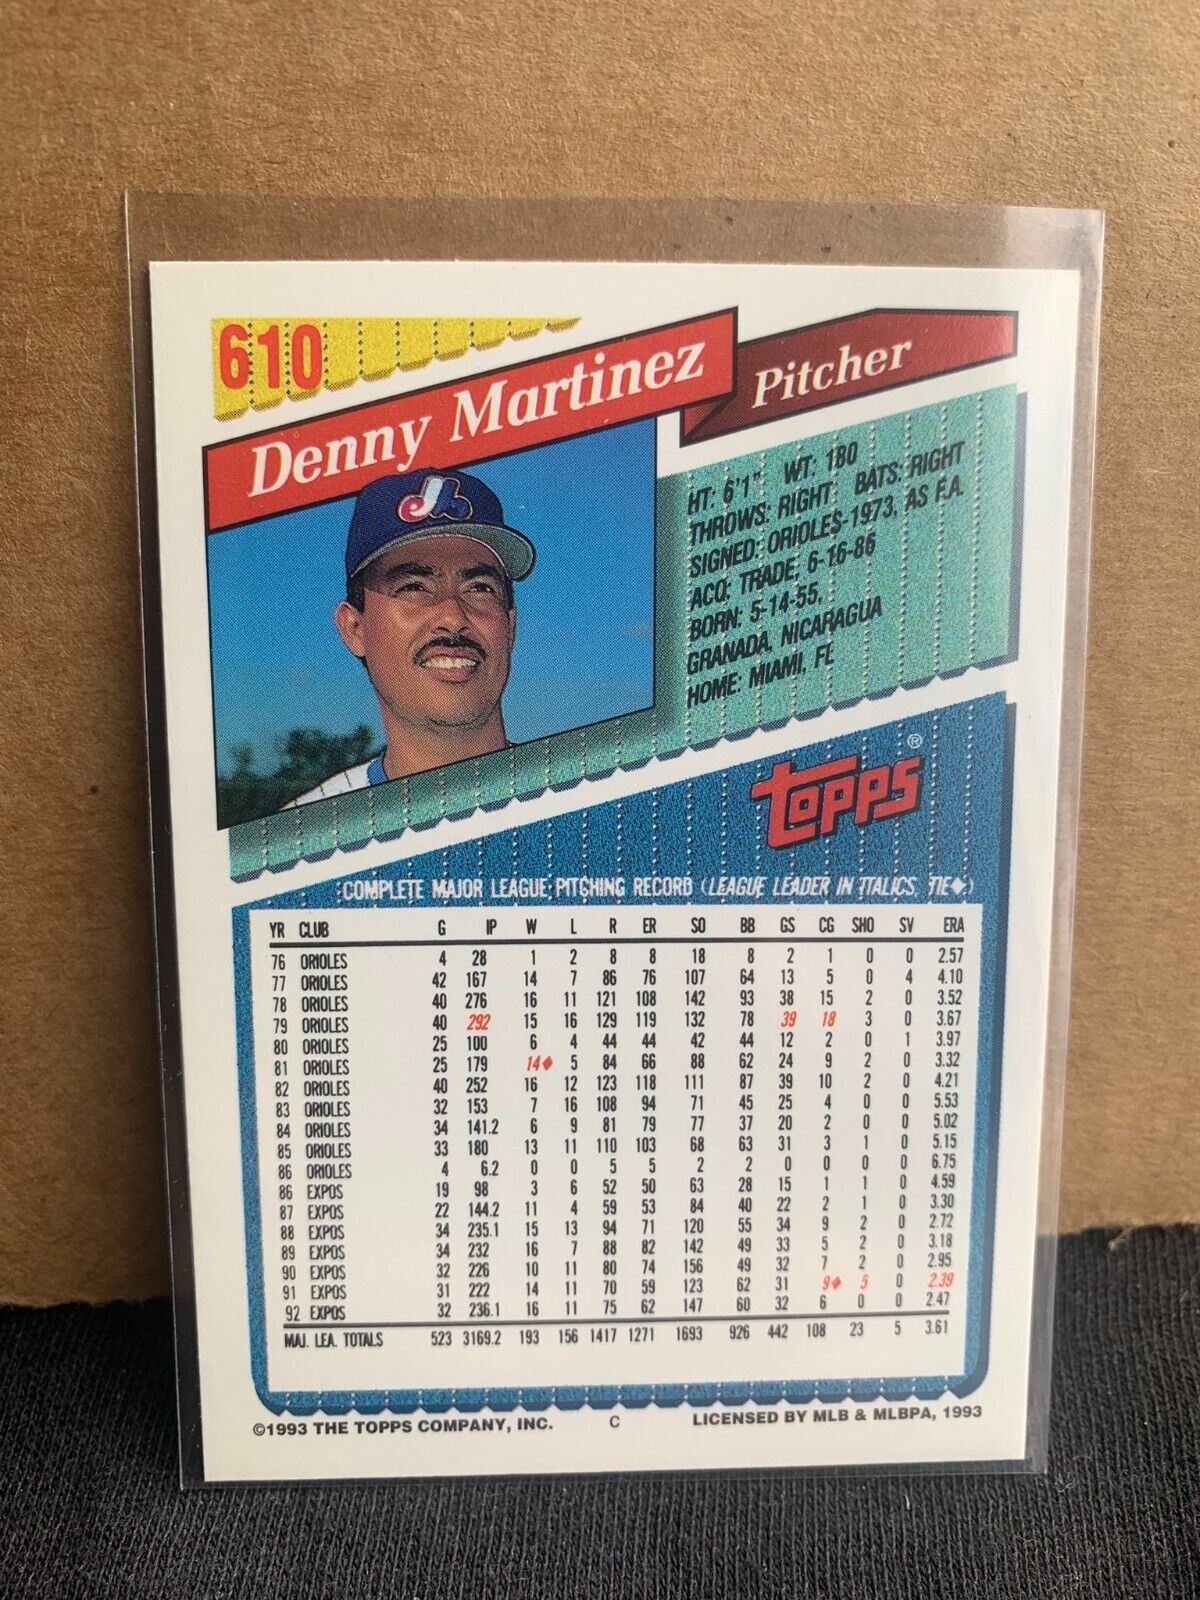 610
Denny Martinez
Pitcher
HT: 6'1" WT: 180
THROWS: RIGHT BATS: RIGHT
SIGNED: ORIOLES-1973, AS F.A.
ACQ: TRADE, 6-16-86
BORN: 5-14-55,
GRANADA, NICARAGUA
HOME: MIAMI, FL
TOPPS®
COMPLETE MAJOR LEAGUE PITCHING RECORD (LEAGUE LEADER IN ITALICS, TIE♦)
YR CLUB G IP W L R ER SO BB GS CG SHO SV ERA
76 ORIOLES 4 28 1 2 8 8 18 8 2 1 0 0 2.57
77 ORIOLES 42 167 14 7 86 76 107 64 13 5 0 4 4.10
78 ORIOLES 40 276 16 11 121 108 142 93 38 15 2 0 3.52
79 ORIOLES 40 292 15 16 129 119 132 78 39 18 3 0 3.67
80 ORIOLES 25 100 6 4 44 44 42 44 12 2 0 1 3.97
81 ORIOLES 25 179 14♦ 5 84 66 88 62 24 9 2 0 3.32
82 ORIOLES 40 252 16 12 123 118 111 87 39 10 2 0 4.21
83 ORIOLES 32 153 7 16 108 94 71 45 25 4 0 0 5.53
84 ORIOLES 34 141.2 6 9 81 79 77 37 20 2 0 0 5.02
85 ORIOLES 33 180 13 11 110 103 68 63 31 3 1 0 5.15
86 ORIOLES 4 6.2 0 0 5 5 2 2 0 0 0 0 6.75
86 EXPOS 19 98 3 6 52 50 63 28 15 1 1 0 4.59
87 EXPOS 22 144.2 11 4 59 53 84 40 22 2 1 0 3.30
88 EXPOS 34 235.1 15 13 94 71 120 55 34 9 2 0 2.72
89 EXPOS 34 232 16 7 88 82 142 49 33 5 2 0 3.18
90 EXPOS 32 226 10 11 80 74 156 49 32 7 2 0 2.95
91 EXPOS 31 222 14 11 70 59 123 62 31 9♦ 5 0 2.39
92 EXPOS 32 236.1 16 11 75 62 147 60 32 6 0 0 2.47
MAJ. LEA. TOTALS 523 3169.2 193 156 1417 1271 1693 926 442 108 23 5 3.61
©1993 THE TOPPS COMPANY, INC. C LICENSED BY MLB & MLBPA, 1993